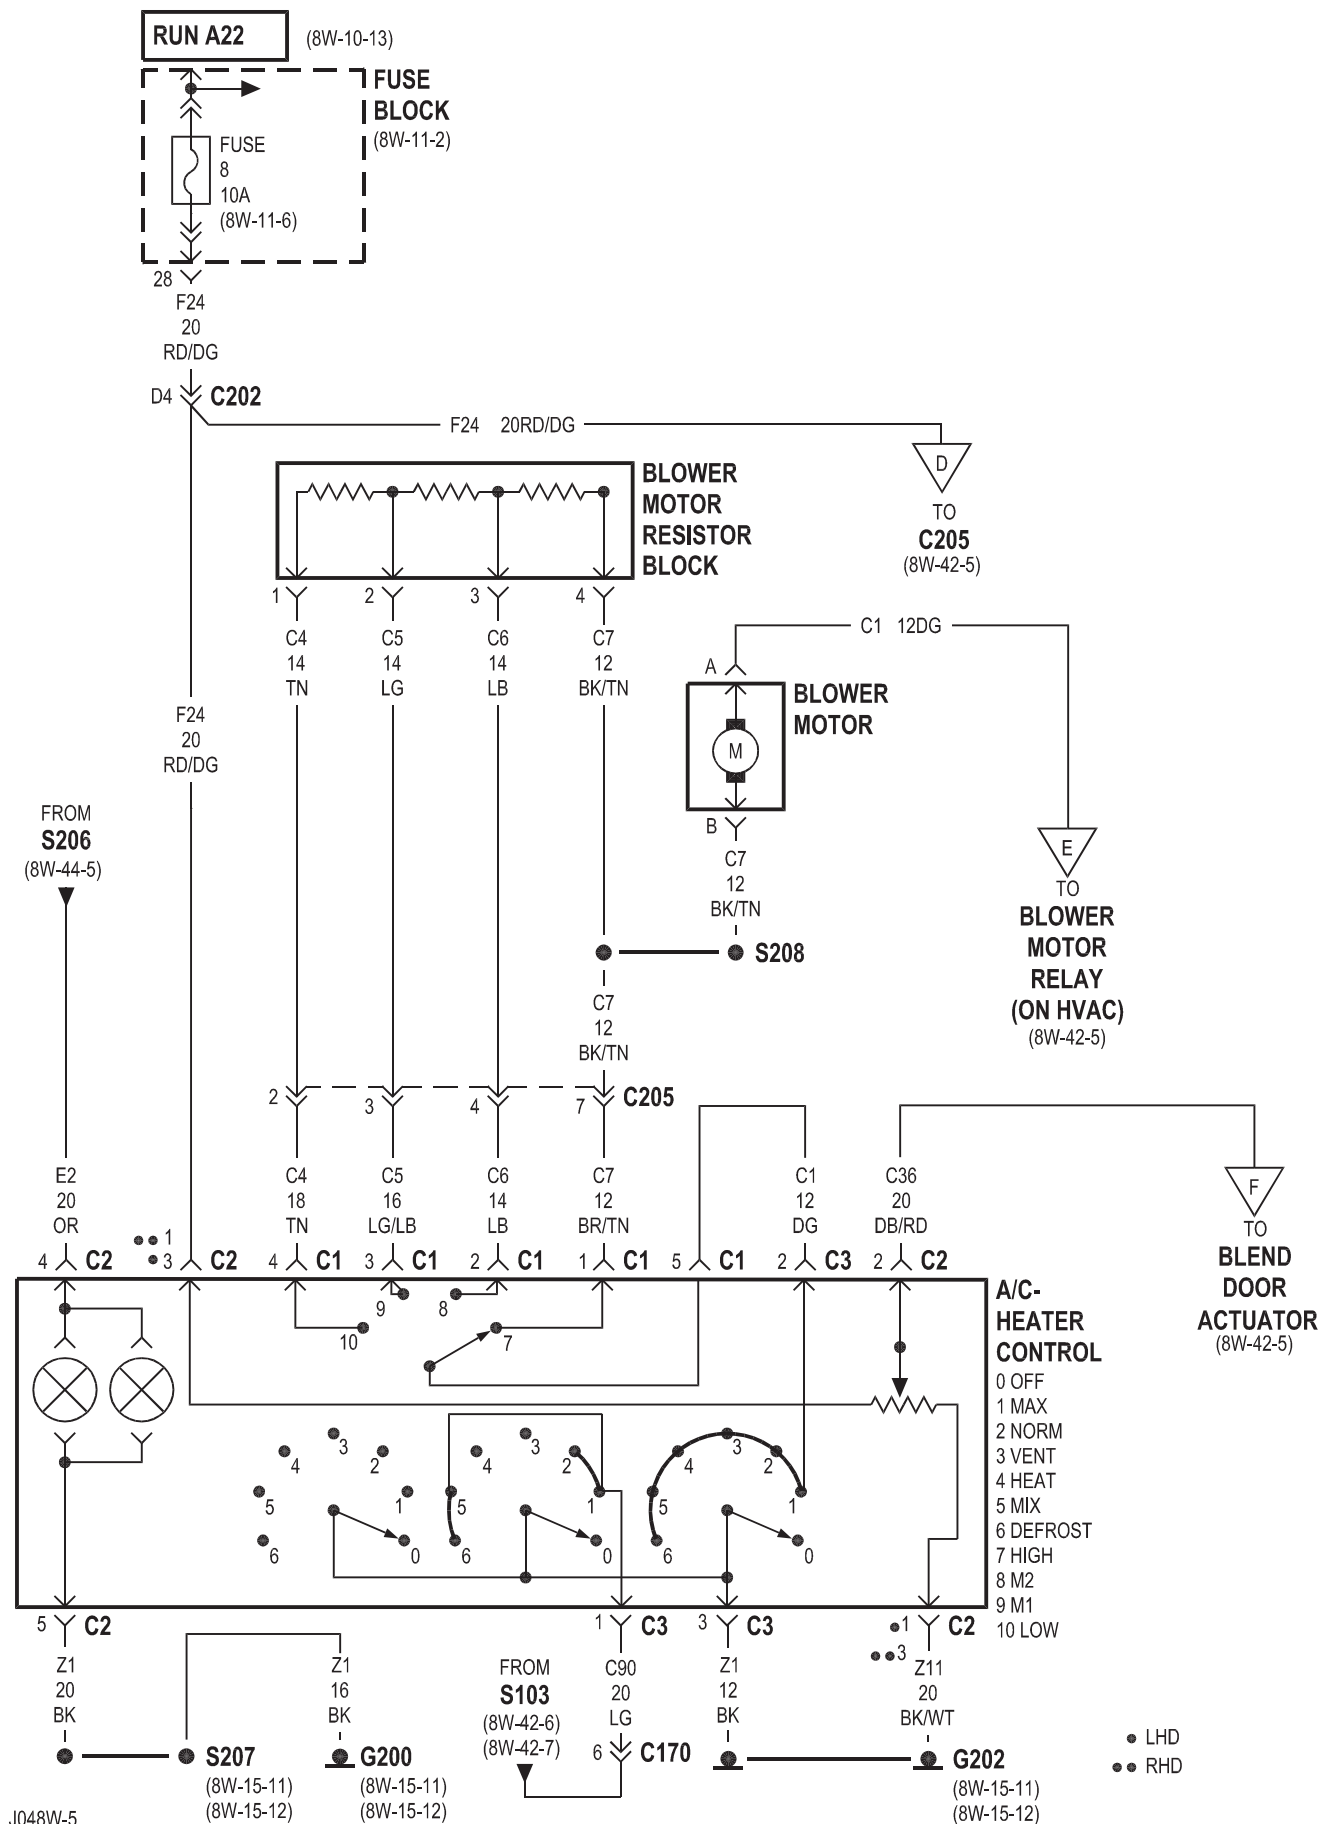 RUN A22
(8W-10-13)
FUSE
BLOCK
(8W-11-2)
FUSE
8
10A
(8W-11-6)
28
F24
20
RD/DG
D4
C202
F24 20RD/DG
D
TO
C205
(8W-42-5)
BLOWER
MOTOR
RESISTOR
BLOCK
1
2
3
4
C4
14
TN
C5
14
LG
C6
14
LB
C7
12
BK/TN
C1 12DG
A
BLOWER
MOTOR
M
B
C7
12
BK/TN
S208
E
TO
BLOWER
MOTOR
RELAY
(ON HVAC)
(8W-42-5)
F24
20
RD/DG
FROM
S206
(8W-44-5)
C7
12
BK/TN
2
3
4
7
C205
E2
20
OR
C4
18
TN
C5
16
LG/LB
C6
14
LB
C7
12
BR/TN
C1
12
DG
C36
20
DB/RD
F
TO
BLEND
DOOR
ACTUATOR
(8W-42-5)
4
C2
1
3
C2
4
C1
3
C1
2
C1
1
C1
5
C1
2
C3
2
C2
A/C-
HEATER
CONTROL
0 OFF
1 MAX
2 NORM
3 VENT
4 HEAT
5 MIX
6 DEFROST
7 HIGH
8 M2
9 M1
10 LOW
9
8
10
7
3
4
2
5
1
6
0
3
4
2
5
1
6
0
3
4
2
5
1
6
0
5
C2
1
C3
3
C3
1
3
C2
Z1
20
BK
Z1
16
BK
FROM
S103
(8W-42-6)
(8W-42-7)
C90
20
LG
6
C170
Z1
12
BK
Z11
20
BK/WT
S207
(8W-15-11)
(8W-15-12)
G200
(8W-15-11)
(8W-15-12)
G202
(8W-15-11)
(8W-15-12)
LHD
RHD
J048W-5